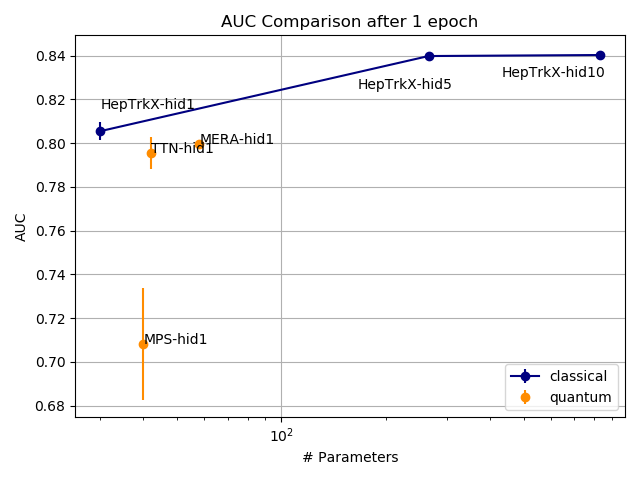 AUC Comparison after 1 epoch
AUC
0.84
0.82
0.80
0.78
0.76
0.74
0.72
0.70
0.68
HepTrkX-hid1
HepTrkX-hid5
HepTrkX-hid10
TTN-hid1
MERA-hid1
MPS-hid1
classical
quantum
10²
# Parameters